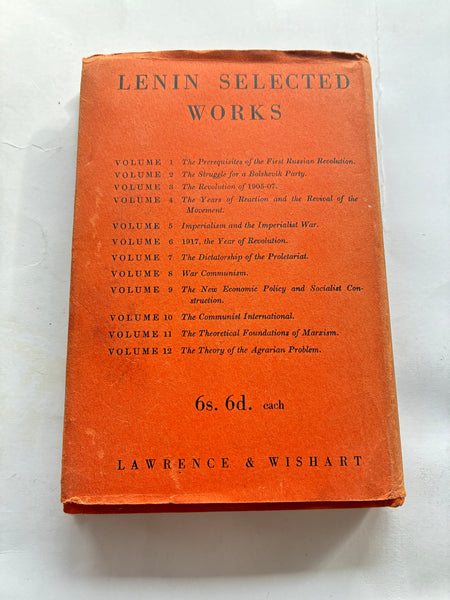 LENIN SELECTED
WORKS
VOLUME 1 The Prerequisites of the First Russian Revolution.
VOLUME 2 The Struggle for a Bolshevik Party.
VOLUME 3 The Revolution of 1905-07.
VOLUME 4 The Years of Reaction and the Revival of the
Movement.
VOLUME 5 Imperialism and the Imperialist War.
VOLUME 6 1917, the Year of Revolution.
VOLUME 7 The Dictatorship of the Proletariat.
VOLUME 8 War Communism.
VOLUME 9 The New Economic Policy and Socialist Con-
struction.
VOLUME 10 The Communist International.
VOLUME 11 The Theoretical Foundations of Marxism.
VOLUME 12 The Theory of the Agrarian Problem.
6s. 6d. each
LAWRENCE & WISHART